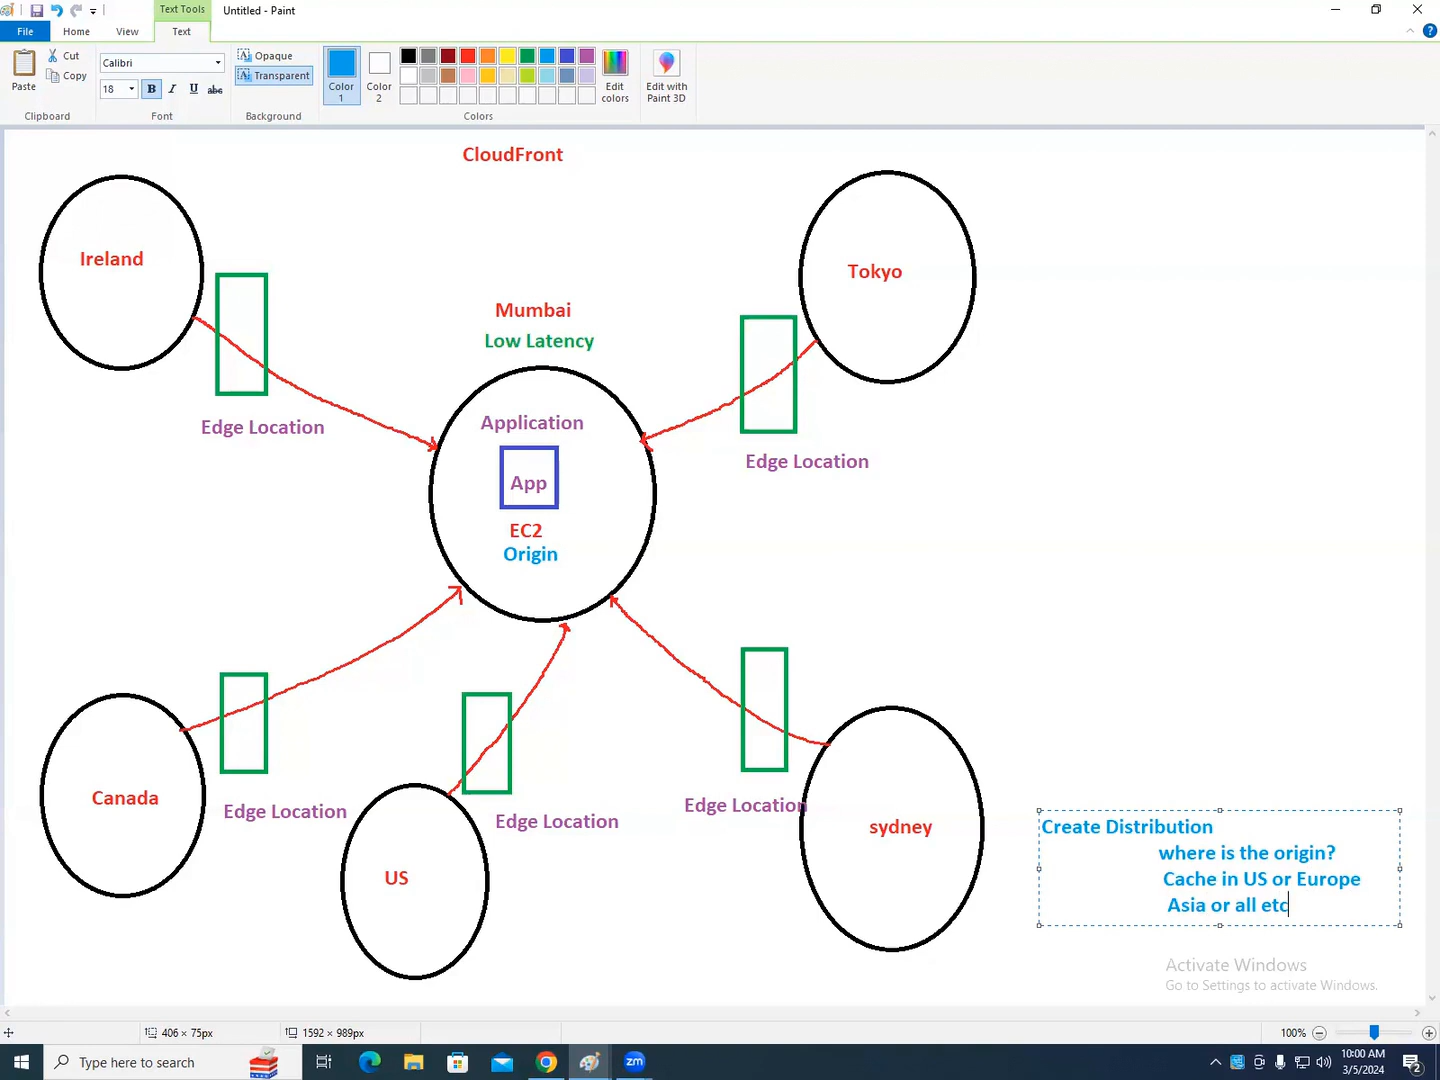 Text Tools
Untitled - Paint
File
Home
View
Text
Paste
Cut
Copy
Clipboard
Calibri
18
B
I
U
abc
Font
Opaque
Transparent
Background
Color 1
Color 2
Edit colors
Colors
Edit with Paint 3D
CloudFront
Ireland
Tokyo
Mumbai
Low Latency
Edge Location
Application
App
EC2
Origin
Edge Location
Canada
Edge Location
US
Edge Location
Edge Location
sydney
Create Distribution
where is the origin?
Cache in US or Europe
Asia or all etc
Activate Windows
Go to Settings to activate Windows.
406 × 75px
1592 × 989px
100%
Type here to search
zm
10:00 AM
3/5/2024
2